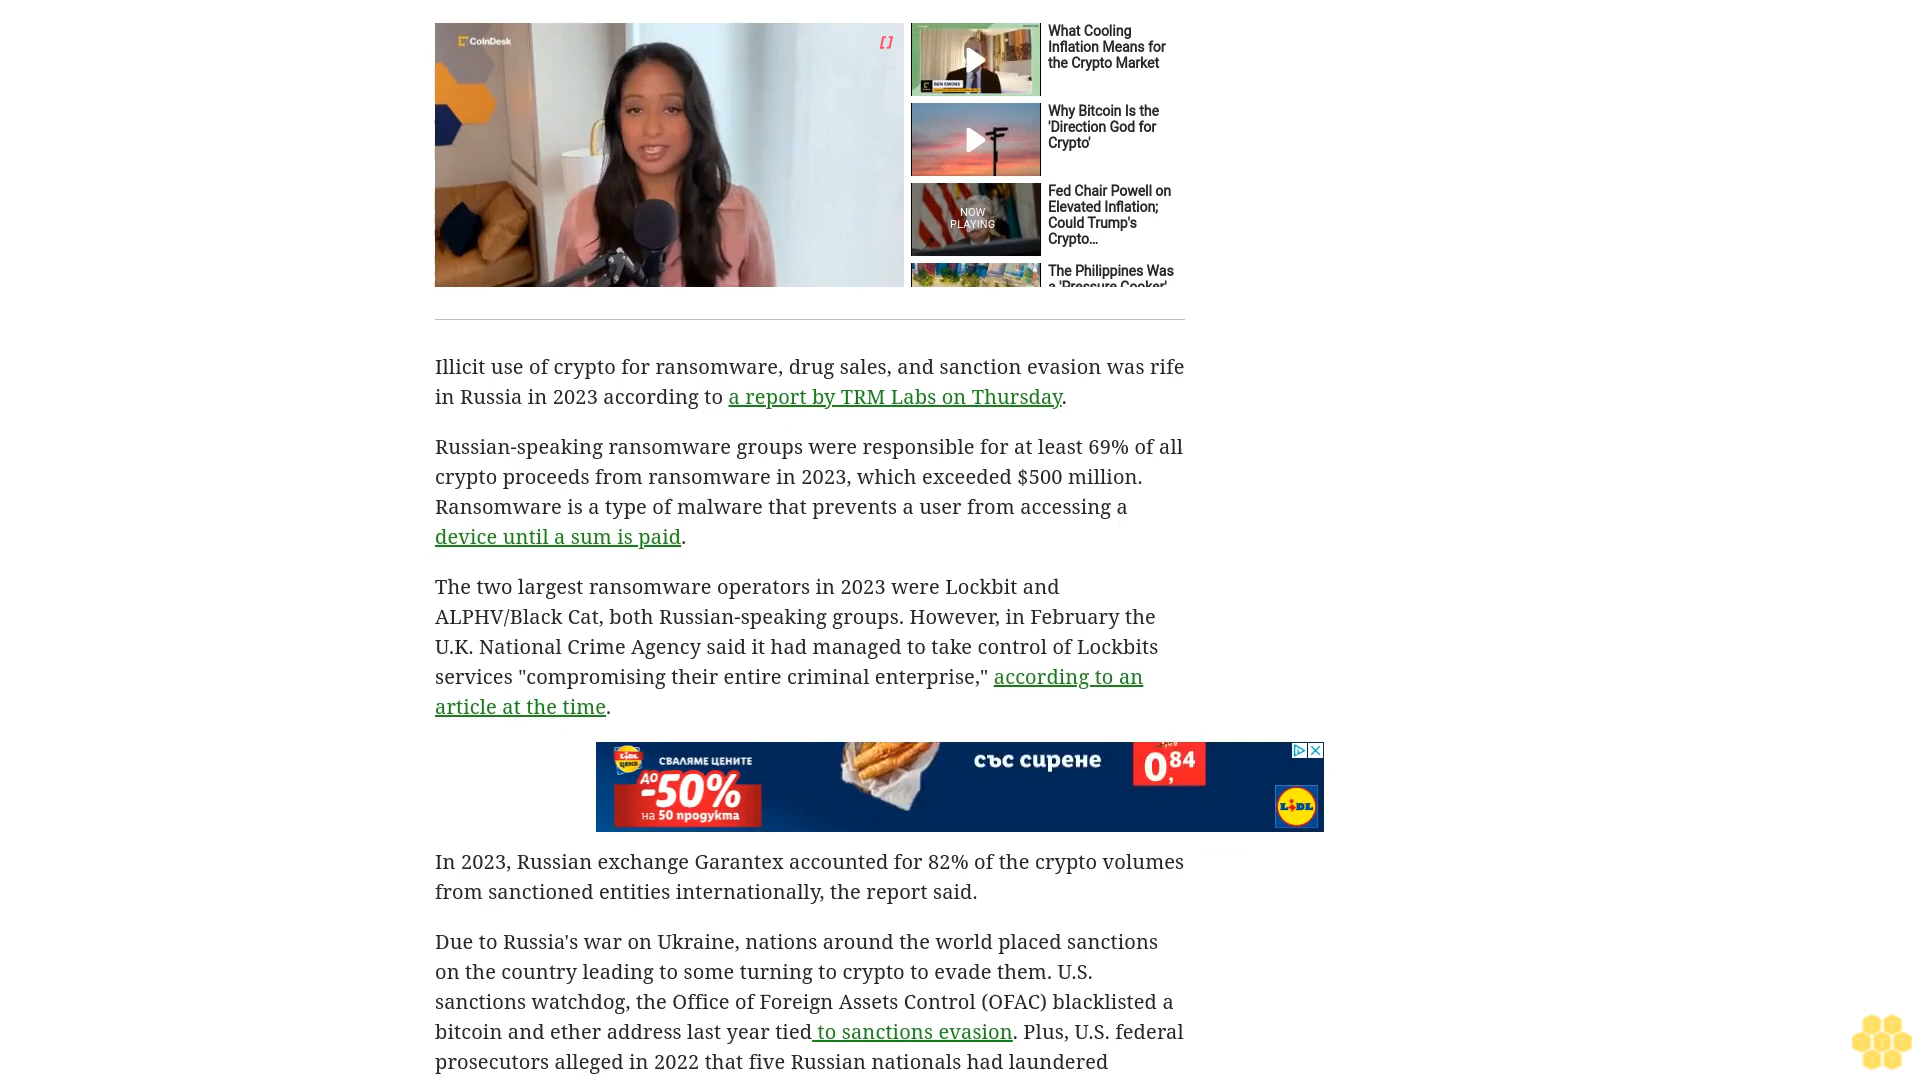 CoinDesk
[]
BEN EMONS
What Cooling
Inflation Means for
the Crypto Market
Why Bitcoin Is the
'Direction God for
Crypto'
NOW
PLAYING
Fed Chair Powell on
Elevated Inflation;
Could Trump's
Crypto...
The Philippines Was
a 'Pressure Cooker'
Illicit use of crypto for ransomware, drug sales, and sanction evasion was rife
in Russia in 2023 according to a report by TRM Labs on Thursday.
Russian-speaking ransomware groups were responsible for at least 69% of all
crypto proceeds from ransomware in 2023, which exceeded $500 million.
Ransomware is a type of malware that prevents a user from accessing a
device until a sum is paid.
The two largest ransomware operators in 2023 were Lockbit and
ALPHV/Black Cat, both Russian-speaking groups. However, in February the
U.K. National Crime Agency said it had managed to take control of Lockbits
services "compromising their entire criminal enterprise," according to an
article at the time.
LIDL
цена
СВАЛЯМЕ ЦЕНИТЕ
ДО
-50%
на 50 продукта
със сирене
0,84
LIDL
In 2023, Russian exchange Garantex accounted for 82% of the crypto volumes
from sanctioned entities internationally, the report said.
Due to Russia's war on Ukraine, nations around the world placed sanctions
on the country leading to some turning to crypto to evade them. U.S.
sanctions watchdog, the Office of Foreign Assets Control (OFAC) blacklisted a
bitcoin and ether address last year tied to sanctions evasion. Plus, U.S. federal
prosecutors alleged in 2022 that five Russian nationals had laundered